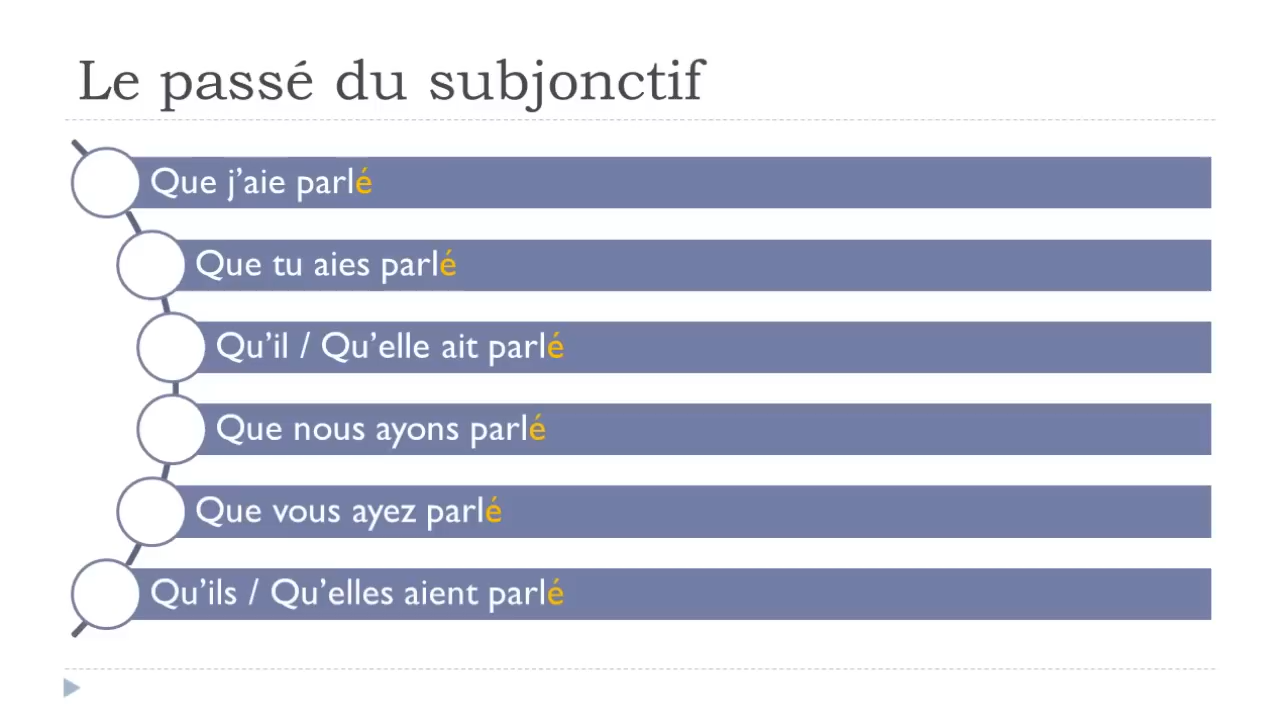 Le passé du subjonctif
Que j’aie parlé
Que tu aies parlé
Qu’il / Qu’elle ait parlé
Que nous ayons parlé
Que vous ayez parlé
Qu’ils / Qu’elles aient parlé